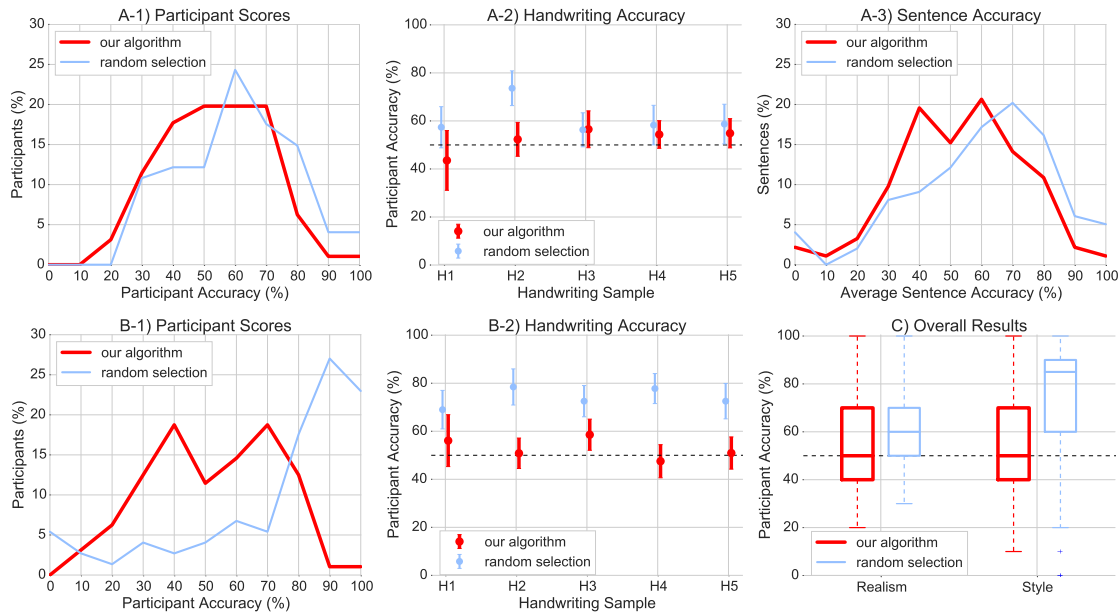 A-1) Participant Scores
30
25
20
15
10
5
0
Participants (%)
our algorithm
random selection
0 10 20 30 40 50 60 70 80 90 100
Participant Accuracy (%)
A-2) Handwriting Accuracy
100
80
60
40
20
0
Participant Accuracy (%)
our algorithm
random selection
H1 H2 H3 H4 H5
Handwriting Sample
A-3) Sentence Accuracy
30
25
20
15
10
5
0
Sentences (%)
our algorithm
random selection
0 10 20 30 40 50 60 70 80 90 100
Average Sentence Accuracy (%)
B-1) Participant Scores
30
25
20
15
10
5
0
Participants (%)
our algorithm
random selection
0 10 20 30 40 50 60 70 80 90 100
Participant Accuracy (%)
B-2) Handwriting Accuracy
100
80
60
40
20
0
Participant Accuracy (%)
our algorithm
random selection
H1 H2 H3 H4 H5
Handwriting Sample
C) Overall Results
100
80
60
40
20
0
Participant Accuracy (%)
our algorithm
random selection
Realism Style